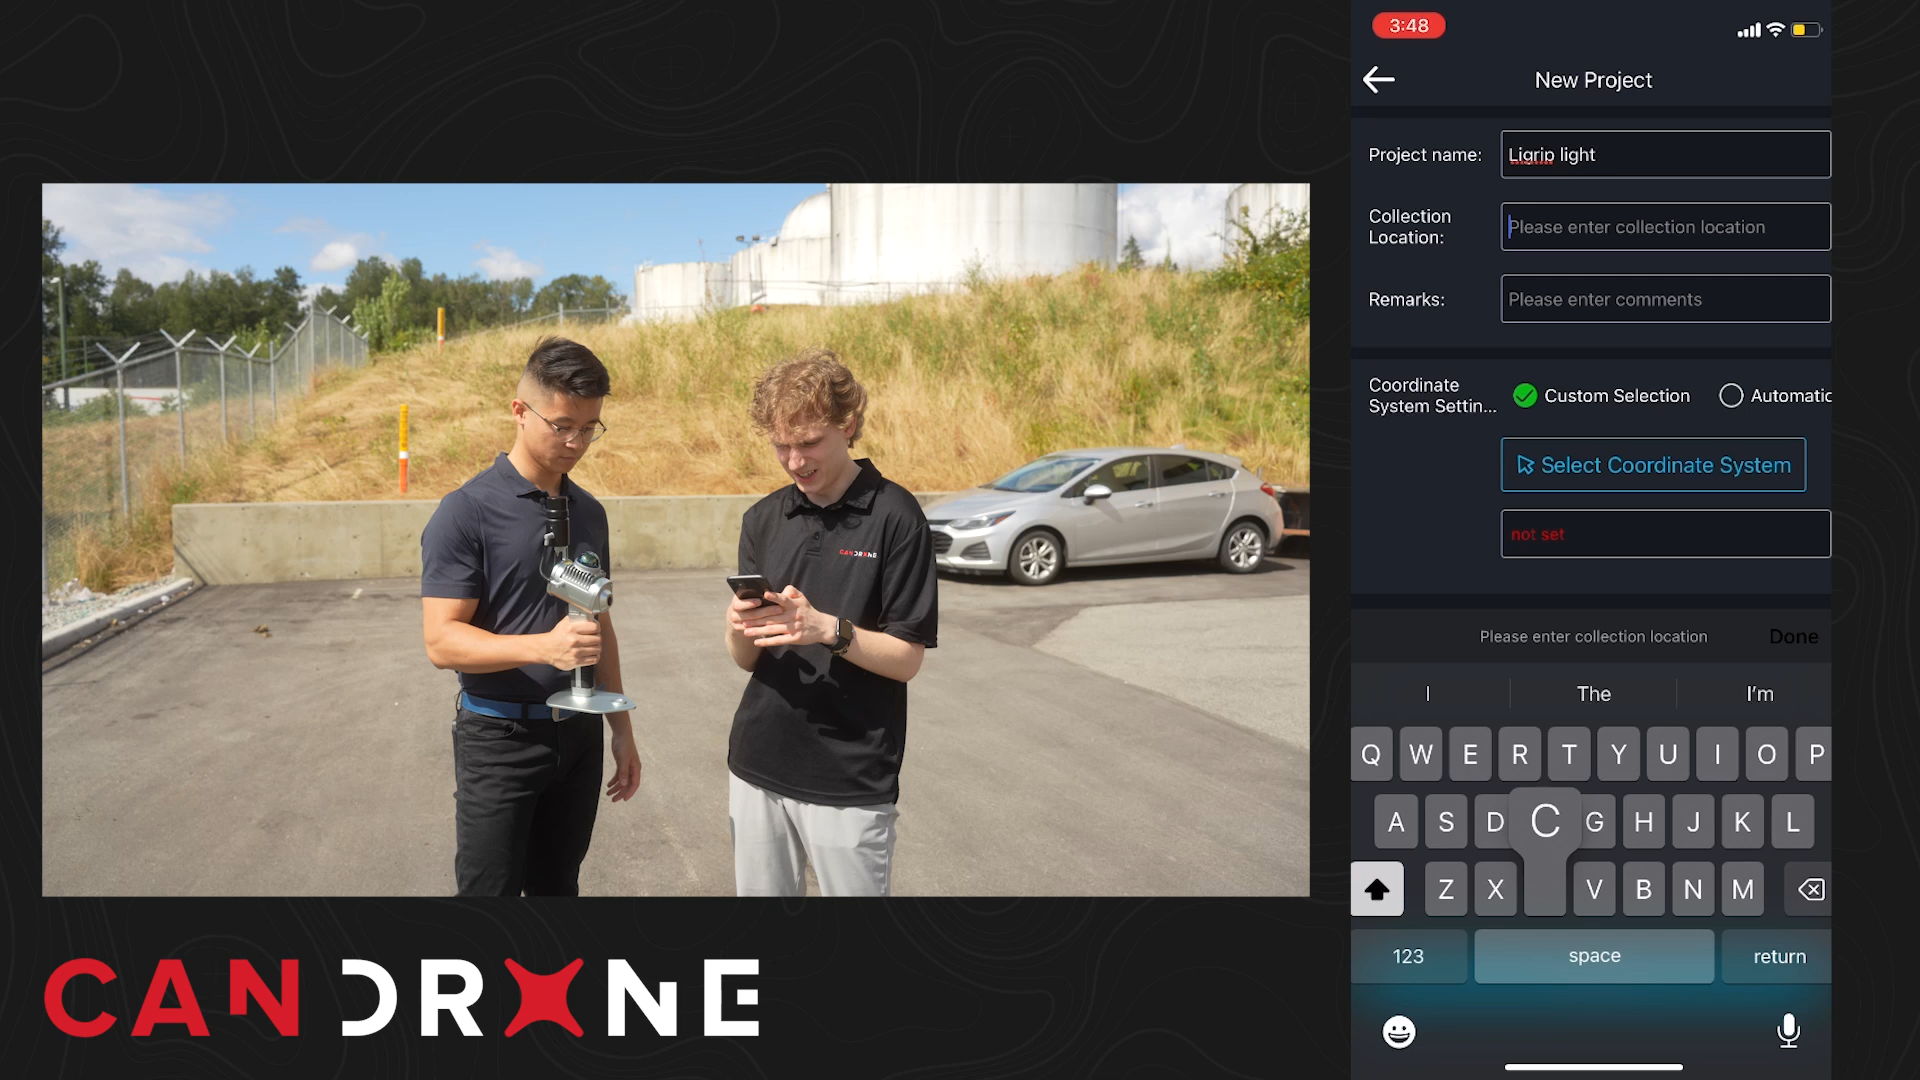 3:48
New Project
Project name:
Ligrip light
Collection
Location:
Please enter collection location
Remarks:
Please enter comments
Coordinate
System Settin...
Custom Selection
Automatic
Select Coordinate System
not set
Please enter collection location
Done
I
The
I'm
Q W E R T Y U I O P
A S D C G H J K L
Z X V B N M
123
space
return
CANDRONE
CANDRONE